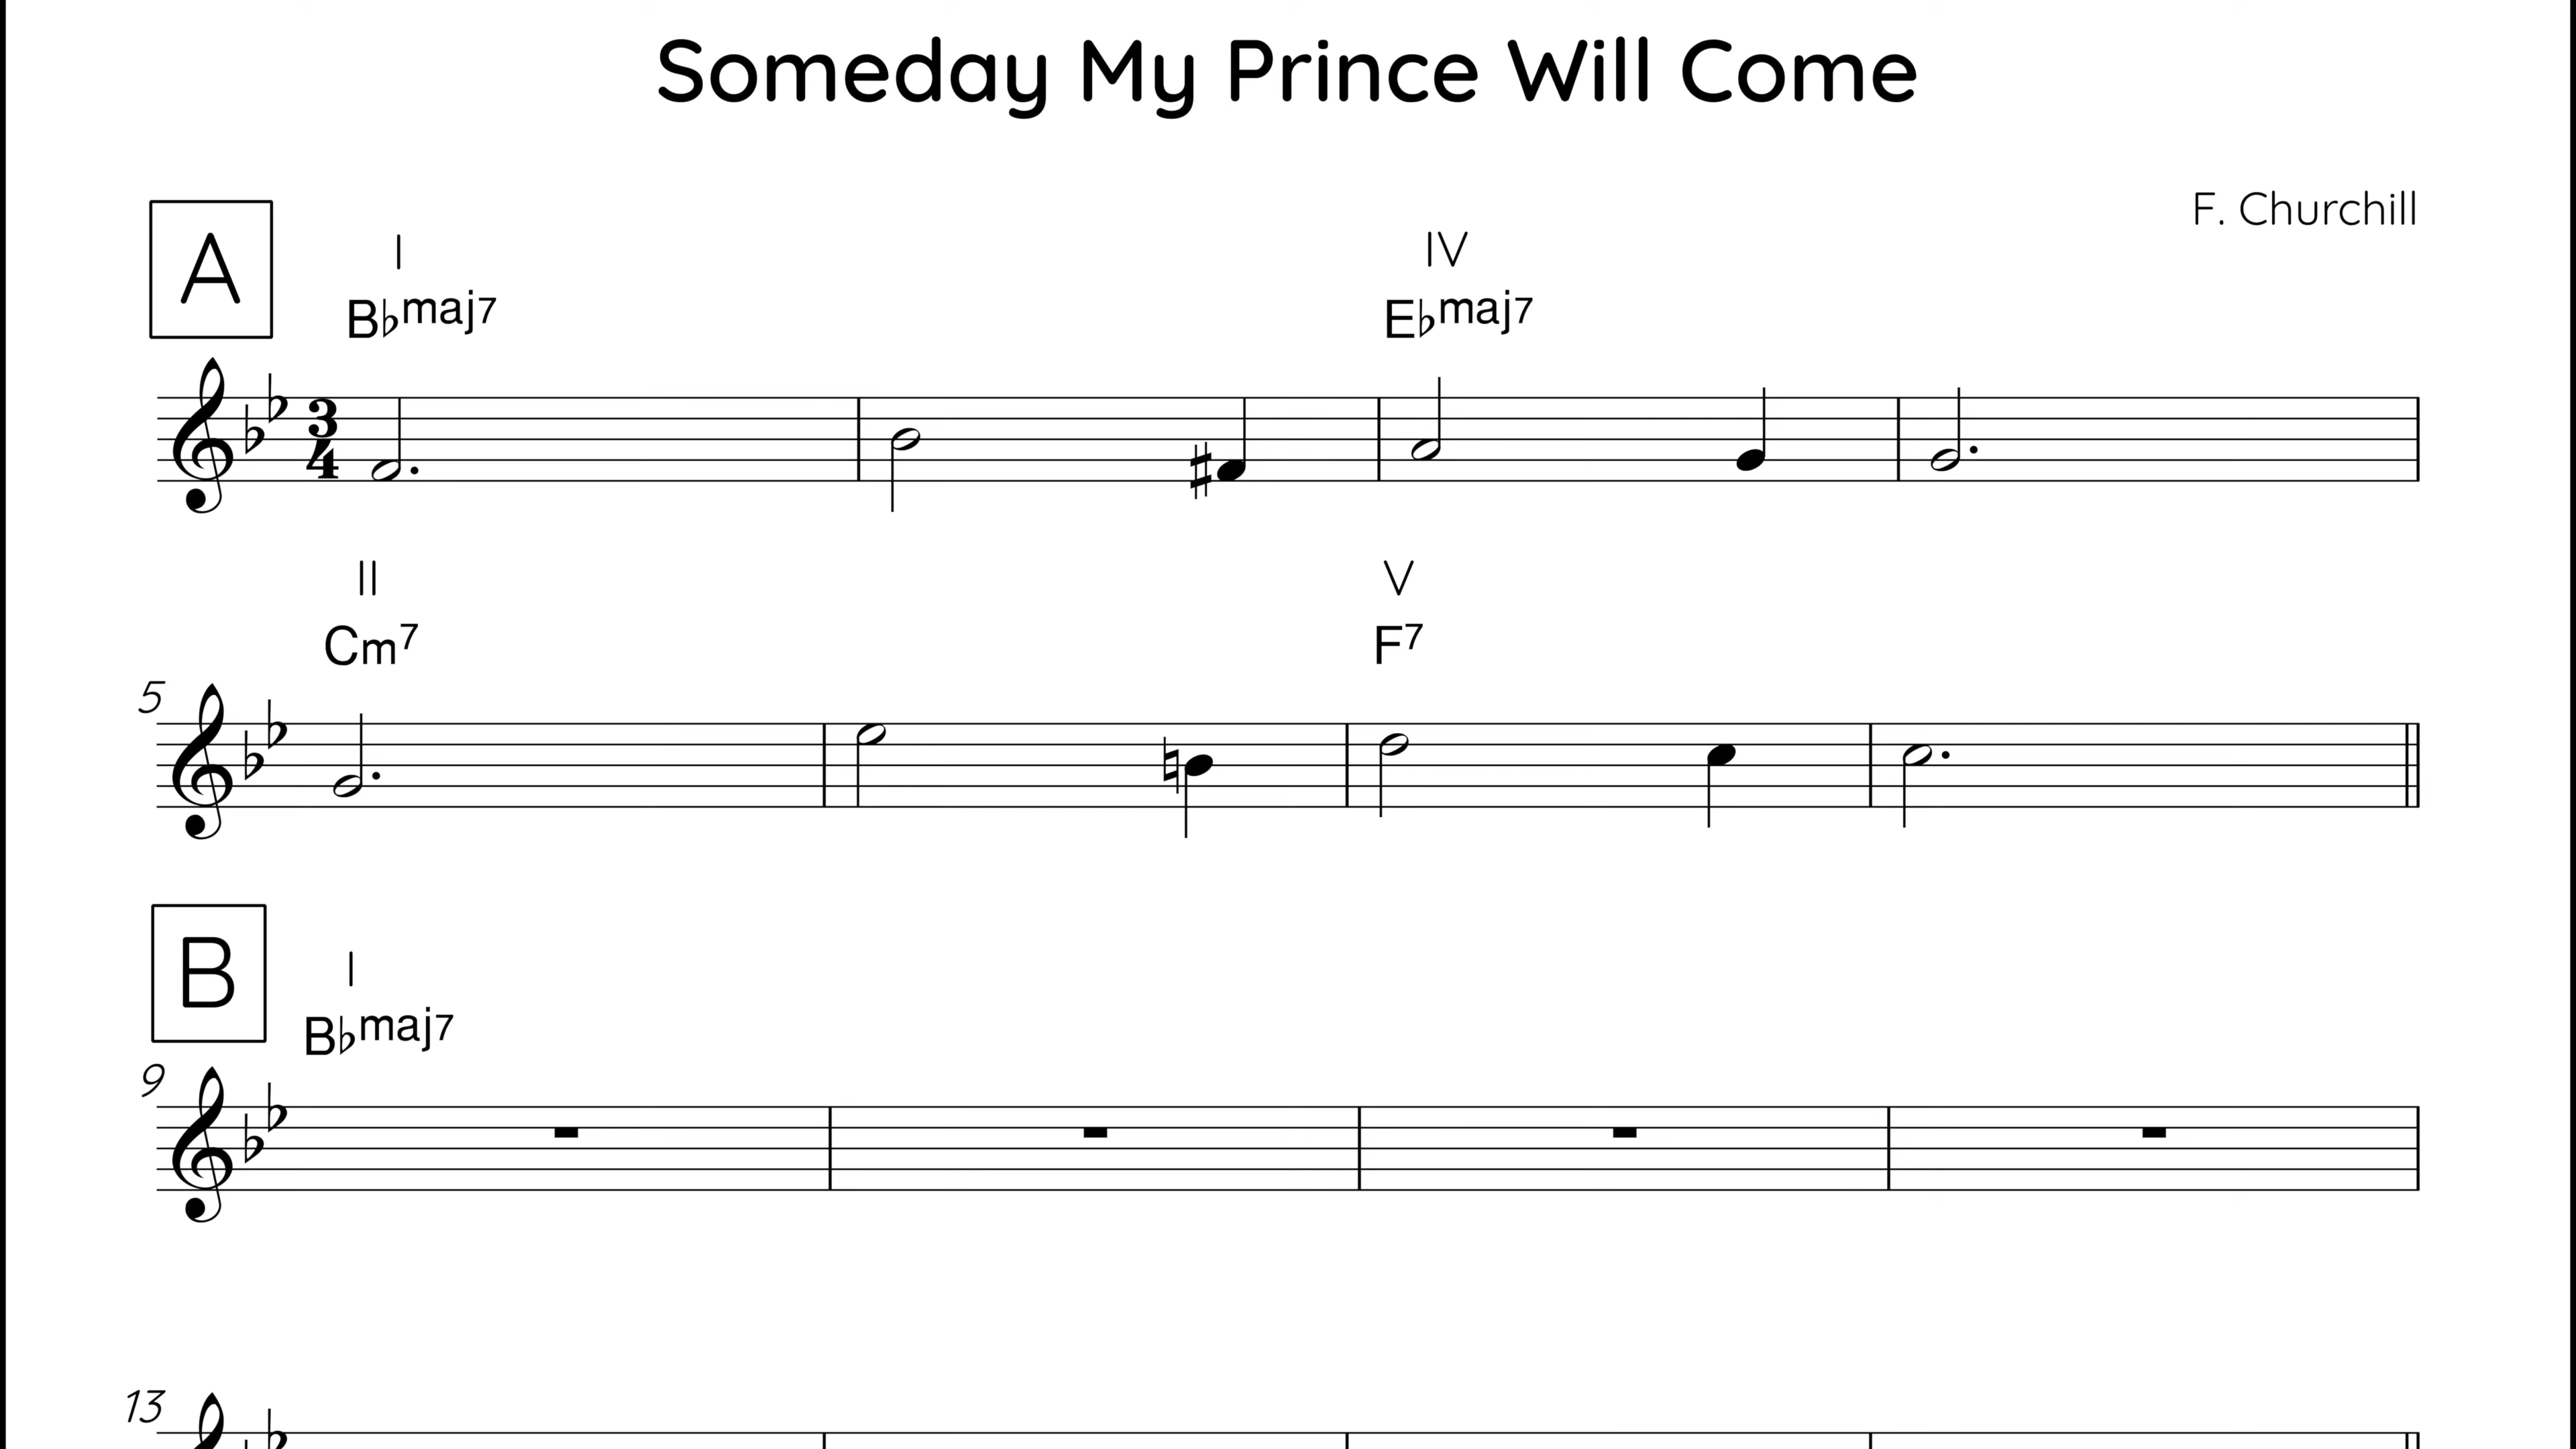 Someday My Prince Will Come
F. Churchill
A
I IV
B♭maj7 E♭maj7
3
4
II V
Cm7 F7
5
B
I
B♭maj7
9
13